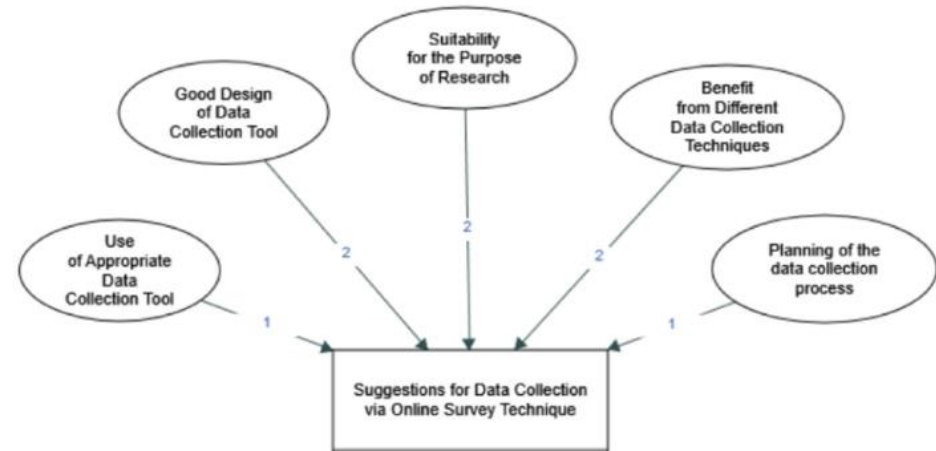 Suitability
for the Purpose
of Research
Good Design
of Data
Collection Tool
Benefit
from Different
Data Collection
Techniques
Use
of Appropriate
Data
Collection Tool
Planning of the
data collection
process
2
2
2
1
1
Suggestions for Data Collection
via Online Survey Technique